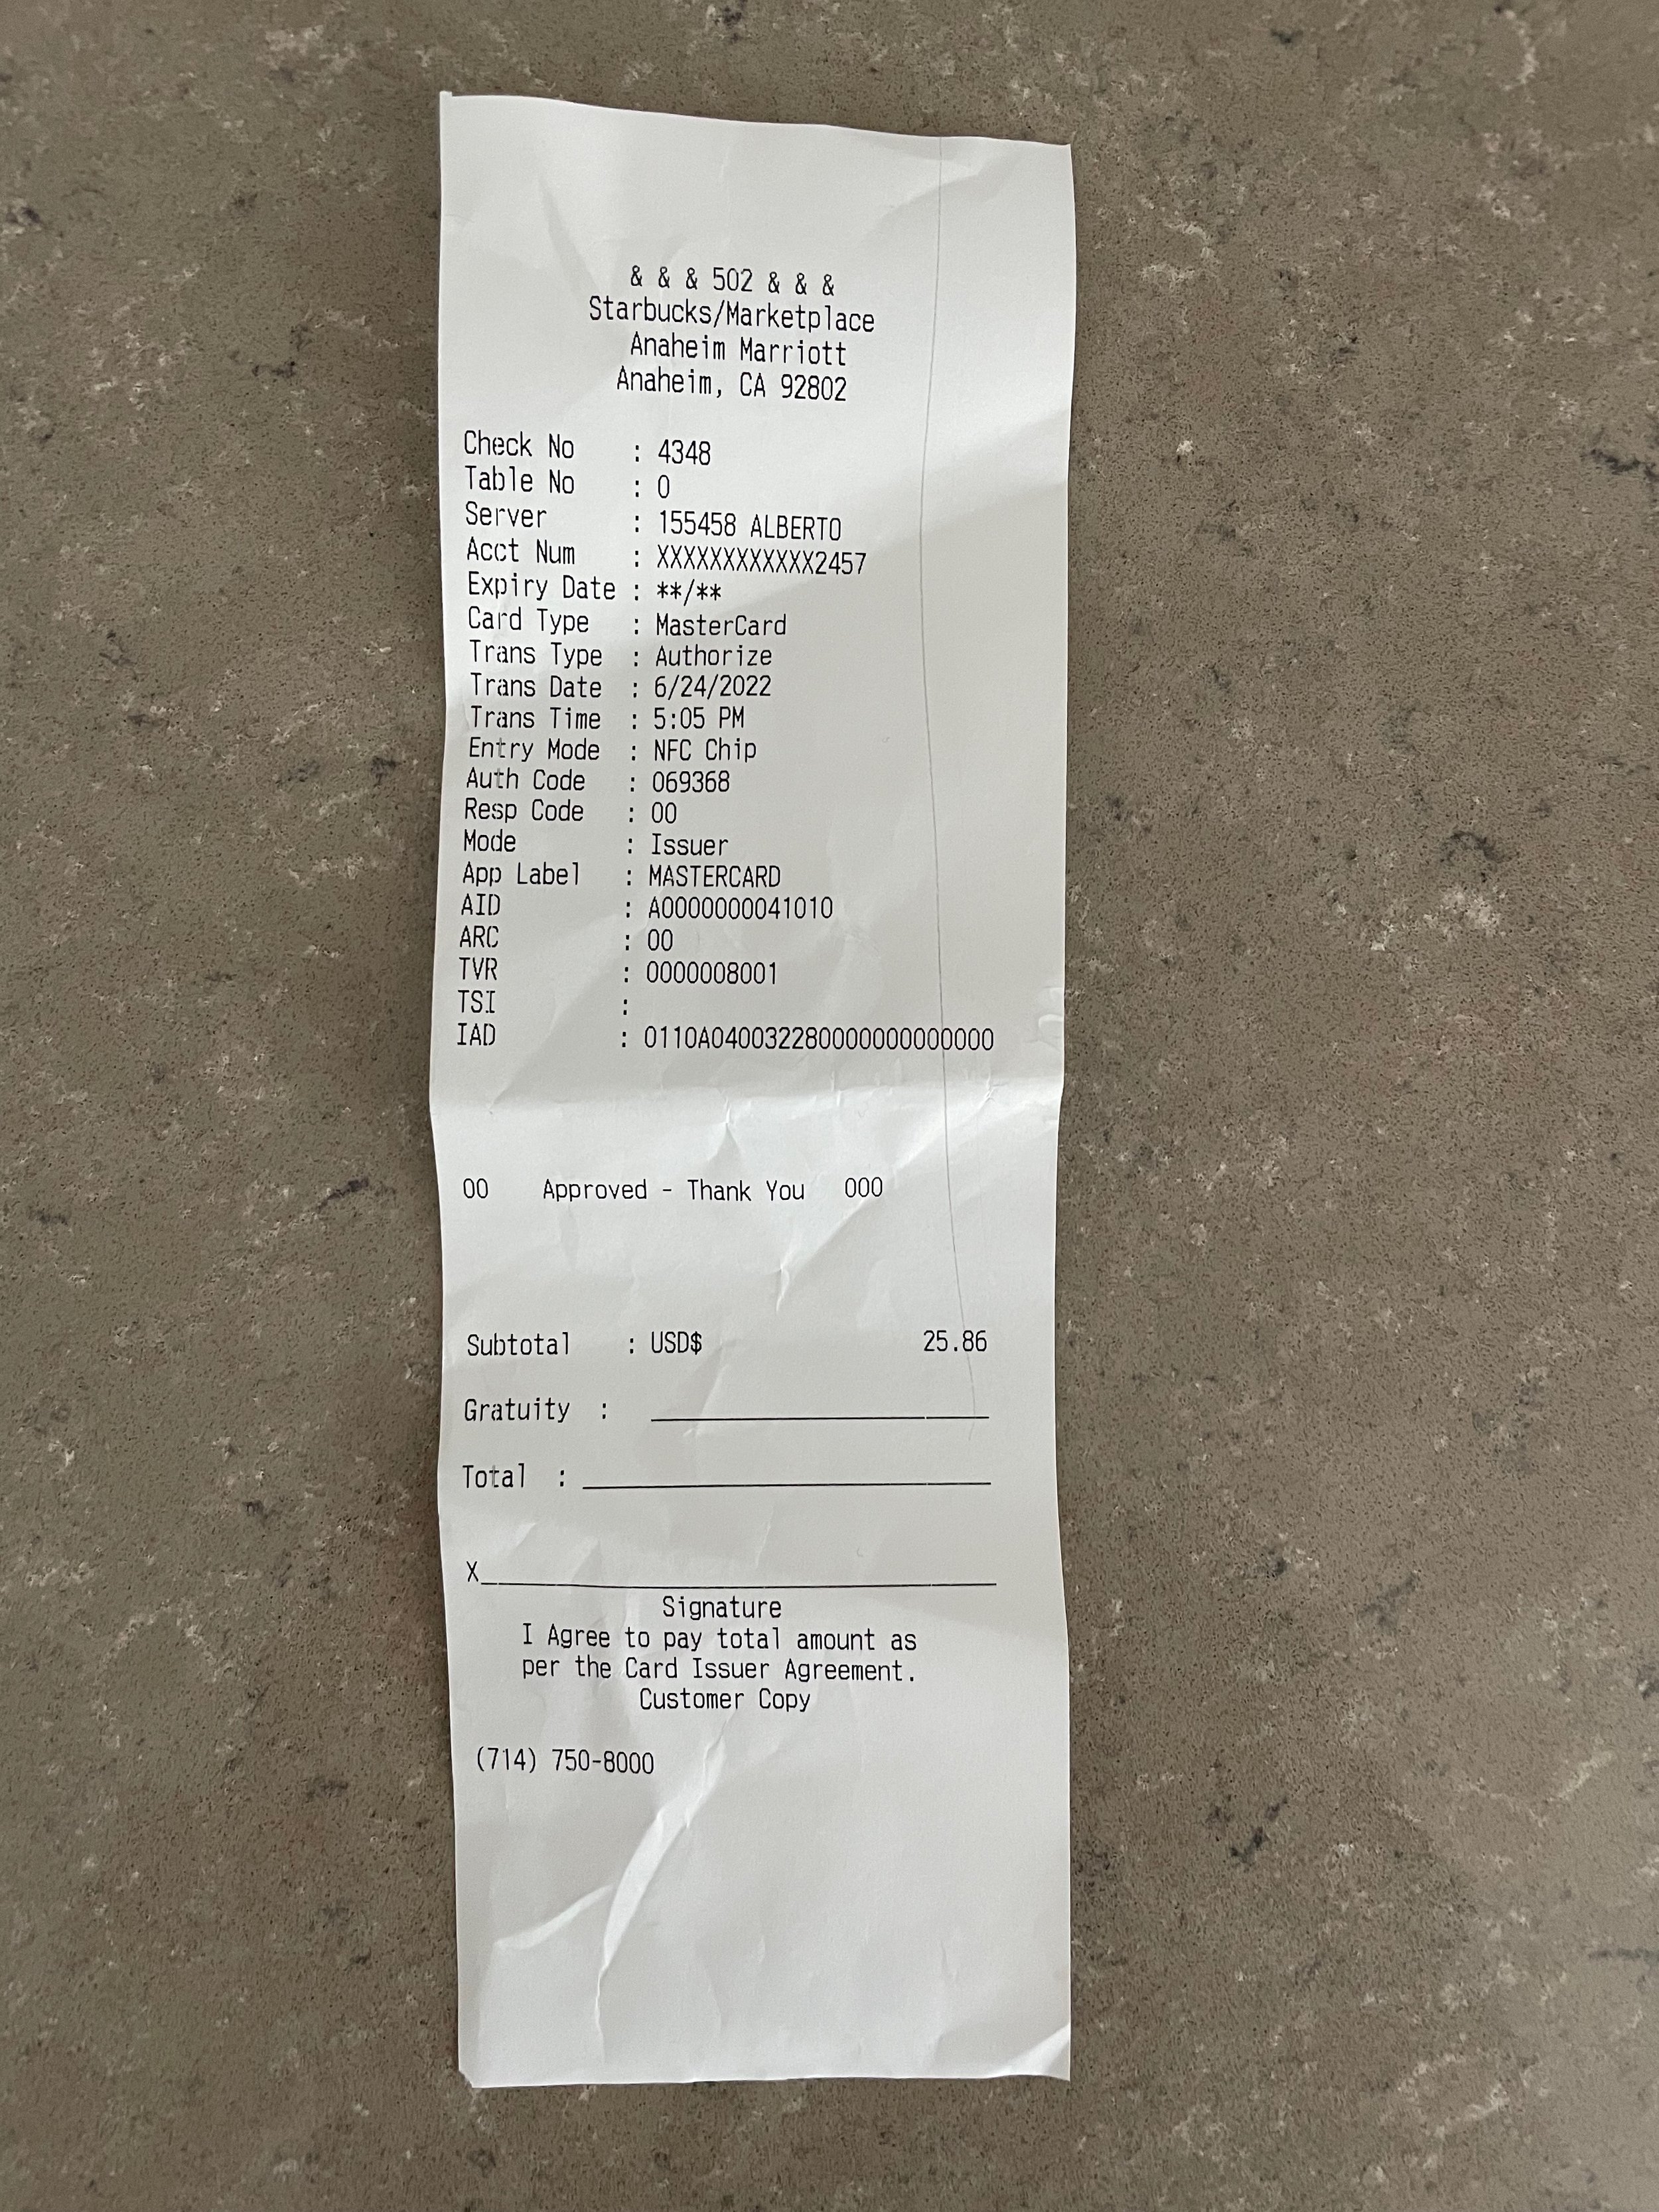 & & & 502 & & &
Starbucks/Marketplace
Anaheim Marriott
Anaheim, CA 92802
Check No : 4348
Table No : 0
Server : 155458 ALBERTO
Acct Num : XXXXXXXXXXXX2457
Expiry Date : **/**
Card Type : MasterCard
Trans Type : Authorize
Trans Date : 6/24/2022
Trans Time : 5:05 PM
Entry Mode : NFC Chip
Auth Code : 069368
Resp Code : 00
Mode : Issuer
App Label : MASTERCARD
AID : A0000000041010
ARC : 00
TVR : 0000008001
TSI :
IAD : 0110A04003228000000000000000
00 Approved - Thank You 000
Subtotal : USD$ 25.86
Gratuity :
Total :
X
Signature
I Agree to pay total amount as
per the Card Issuer Agreement.
Customer Copy
(714) 750-8000